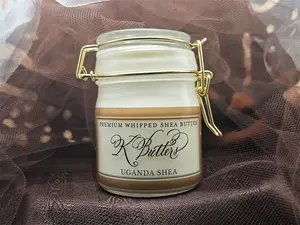 PREMIUM WHIPPED SHEA BUTTER
K Butters
UGANDA SHEA